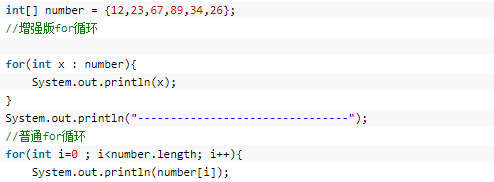 int[] number = {12,23,67,89,34,26};
//增强版for循环
for(int x : number){
System.out.println(x);
}
System.out.println("--------------------------------");
//普通for循环
for(int i=0 ; i<number.length; i++){
System.out.println(number[i]);